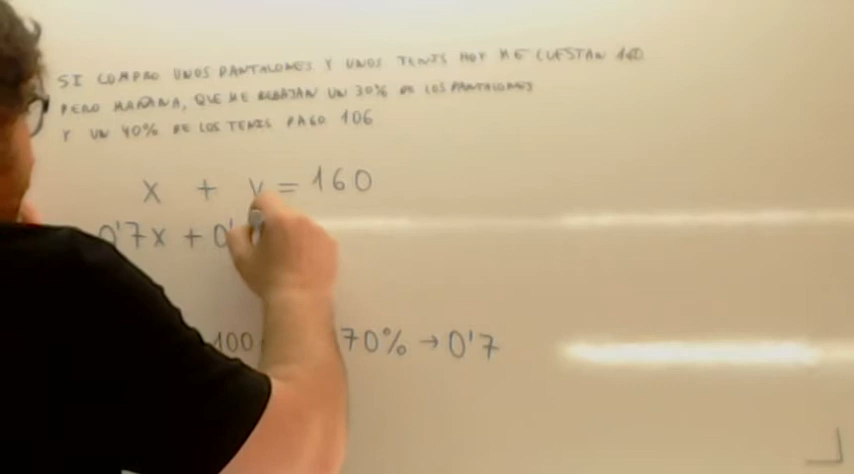 SI COMPRO UNOS PANTALONES Y UNOS TENIS HOY ME CUESTAN 160
PERO MAÑANA, QUE ME REBAJAN UN 30% DE LOS PANTALONES
Y UN 40% DE LOS TENIS PAGO 106
x + y = 160
0'7x + 0'
100 70% → 0'7